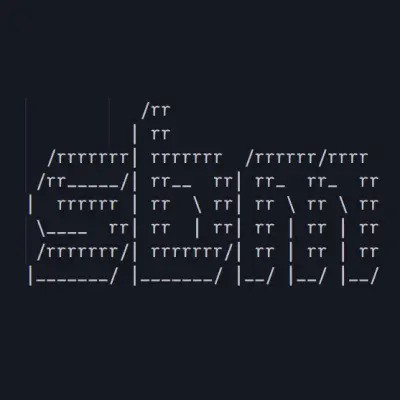 /rr
          | rr
  /rrrrrrr| rrrrrrr  /rrrrrr/rrrr
 /rr_____/| rr__  rr| rr_  rr_  rr
|  rrrrrr | rr  \ rr| rr \ rr \ rr
 \____  rr| rr  | rr| rr | rr | rr
 /rrrrrrr/| rrrrrrr/| rr | rr | rr
|_______/ |_______/ |__/ |__/ |__/